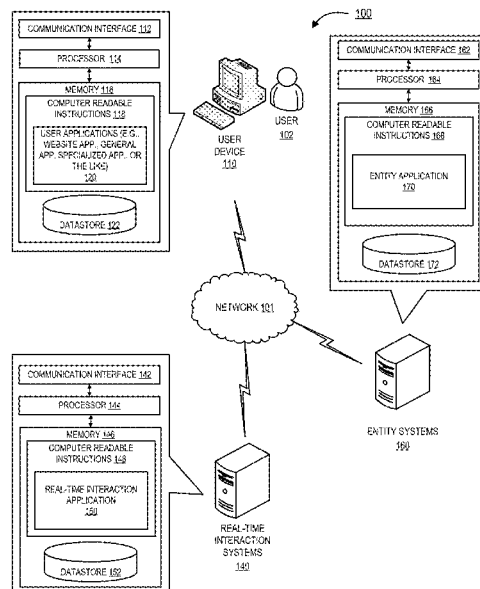 100
COMMUNICATION INTERFACE 112
PROCESSOR 114
MEMORY 116
COMPUTER READABLE
INSTRUCTIONS 118
USER APPLICATIONS (E.G.,
WEBSITE APP., GENERAL
APP, SPECIALIZED APP., OR
THE LIKE)
120
DATASTORE 122
USER
DEVICE
110
USER
102
COMMUNICATION INTERFACE 162
PROCESSOR 164
MEMORY 166
COMPUTER READABLE
INSTRUCTIONS 168
ENTITY APPLICATION
170
DATASTORE 172
NETWORK 101
COMMUNICATION INTERFACE 142
PROCESSOR 144
MEMORY 146
COMPUTER READABLE
INSTRUCTIONS 148
REAL-TIME INTERACTION
APPLICATION
150
DATASTORE 152
REAL-TIME
INTERACTION
SYSTEMS
140
ENTITY SYSTEMS
160